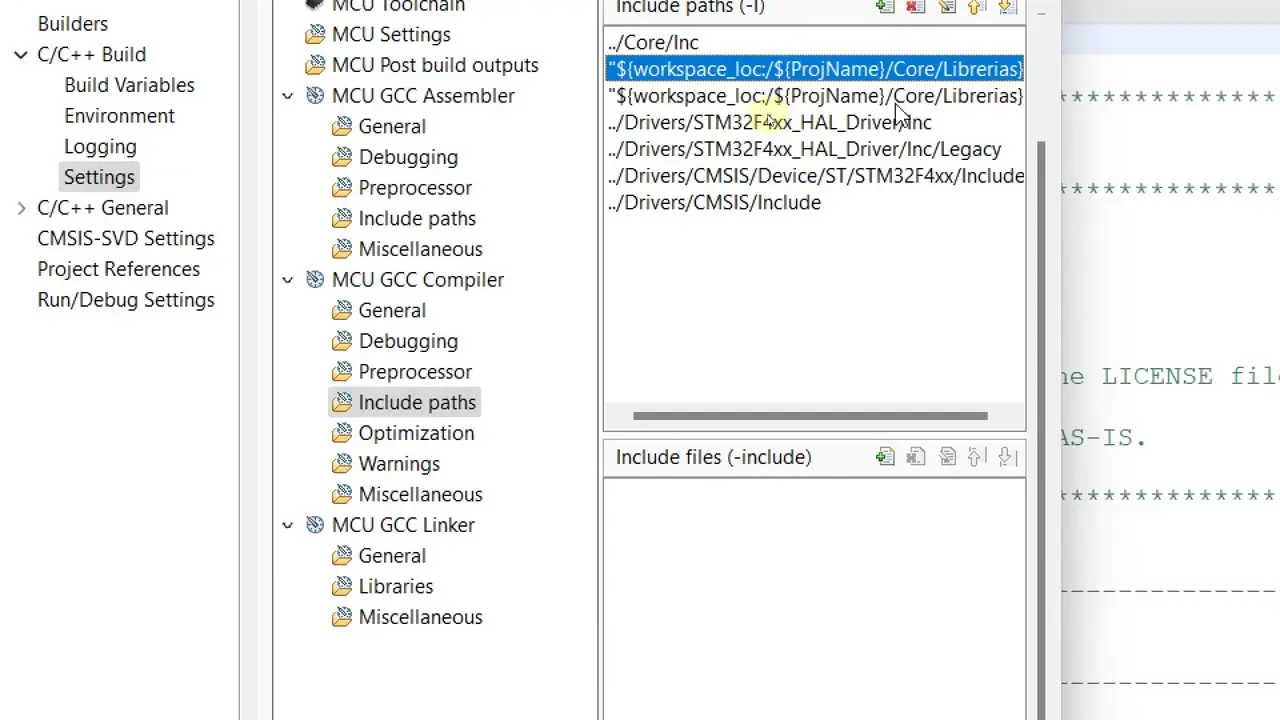 Builders
C/C++ Build
Build Variables
Environment
Logging
Settings
C/C++ General
CMSIS-SVD Settings
Project References
Run/Debug Settings
MCU Toolchain
MCU Settings
MCU Post build outputs
MCU GCC Assembler
General
Debugging
Preprocessor
Include paths
Miscellaneous
MCU GCC Compiler
General
Debugging
Preprocessor
Include paths
Optimization
Warnings
Miscellaneous
MCU GCC Linker
General
Libraries
Miscellaneous
Include paths (-I)
../Core/Inc
"${workspace_loc:/${ProjName}/Core/Librerias}
"${workspace_loc:/${ProjName}/Core/Librerias}
../Drivers/STM32F4xx_HAL_Driver/Inc
../Drivers/STM32F4xx_HAL_Driver/Inc/Legacy
../Drivers/CMSIS/Device/ST/STM32F4xx/Include
../Drivers/CMSIS/Include
Include files (-include)
**************
**************
he LICENSE file
AS-IS.
**************
--------------
--------------